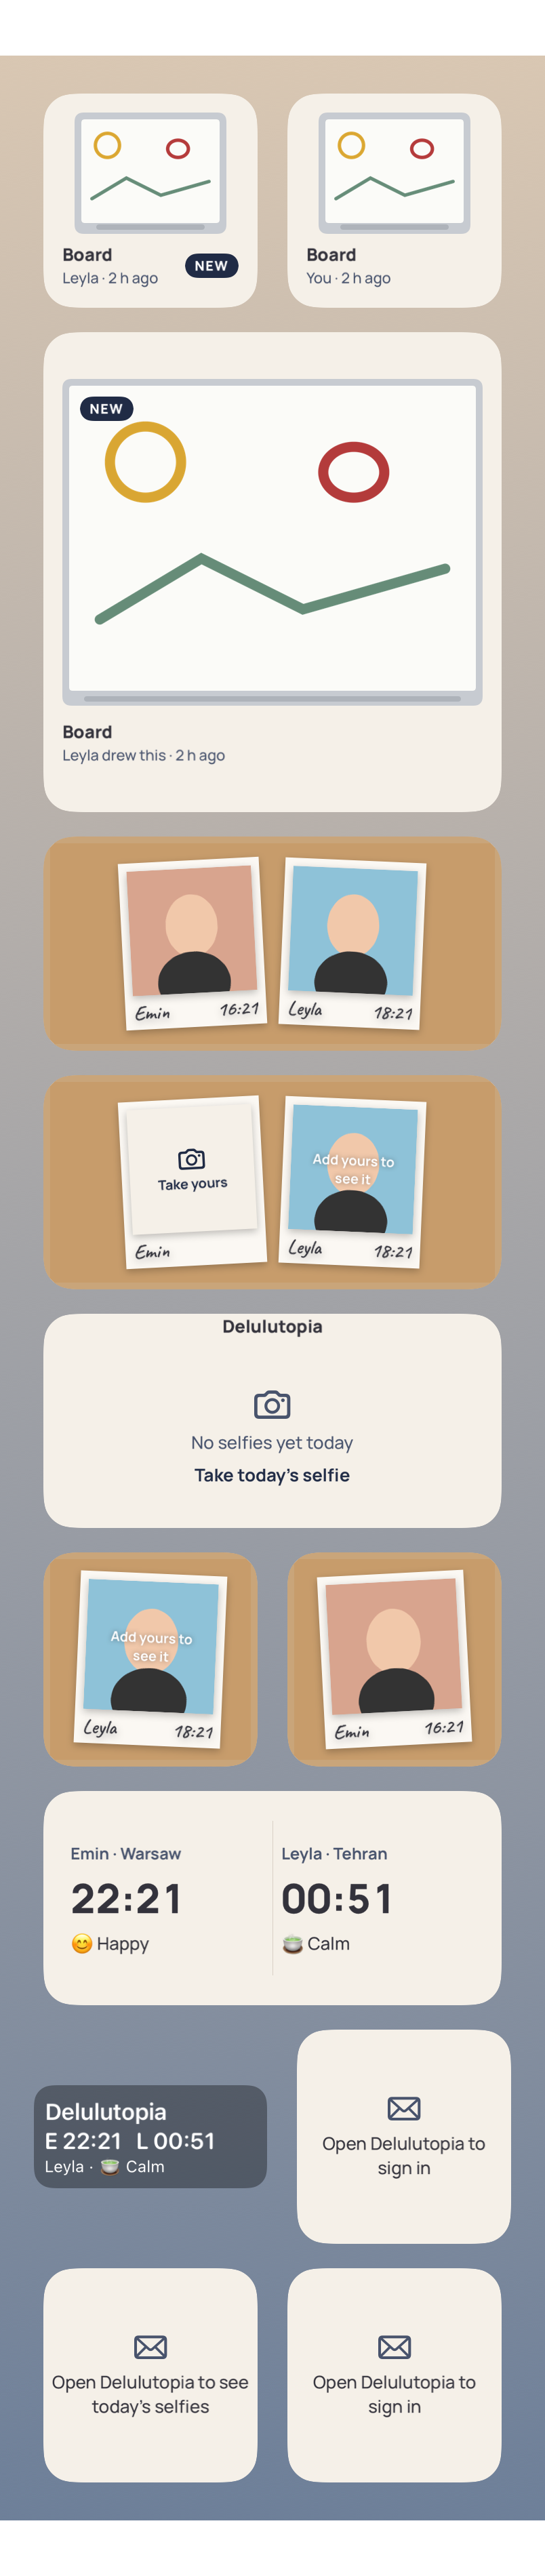 Board
Leyla · 2 h ago
NEW
Board
You · 2 h ago
NEW
Board
Leyla drew this · 2 h ago
Emin 16:21
Leyla 18:21
Take yours
Emin
Add yours to
see it
Leyla 18:21
Delulutopia
No selfies yet today
Take today's selfie
Add yours to
see it
Leyla 18:21
Emin 16:21
Emin · Warsaw
22:21
😊 Happy
Leyla · Tehran
00:51
🍵 Calm
Delulutopia
E 22:21 L 00:51
Leyla · 🍵 Calm
Open Delulutopia to
sign in
Open Delulutopia to see
today's selfies
Open Delulutopia to
sign in